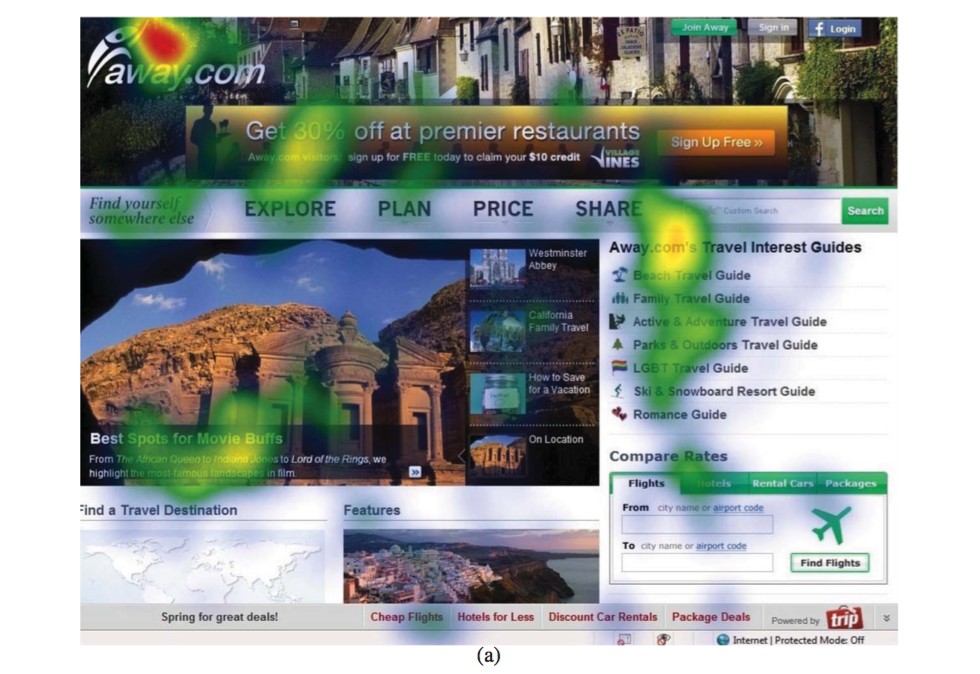 Join Away Sign in f Login
away.com
LE PATIO
Get 30% off at premier restaurants
Away.com visitors: sign up for FREE today to claim your $10 credit
VILLAGE
VINES
Sign Up Free »
Find yourself
somewhere else
EXPLORE PLAN PRICE SHARE
Custom Search
Search
Westminster
Abbey
California
Family Travel
How to Save
for a Vacation
On Location
Best Spots for Movie Buffs
From The African Queen to Indiana Jones to Lord of the Rings, we
highlight the most famous landscapes in film.
»
Away.com's Travel Interest Guides
Beach Travel Guide
Family Travel Guide
Active & Adventure Travel Guide
Parks & Outdoors Travel Guide
LGBT Travel Guide
Ski & Snowboard Resort Guide
Romance Guide
Compare Rates
Flights Hotels Rental Cars Packages
From city name or airport code
To city name or airport code
Find Flights
Find a Travel Destination
Features
Spring for great deals! Cheap Flights Hotels for Less Discount Car Rentals Package Deals Powered by trip
Internet | Protected Mode: Off
(a)